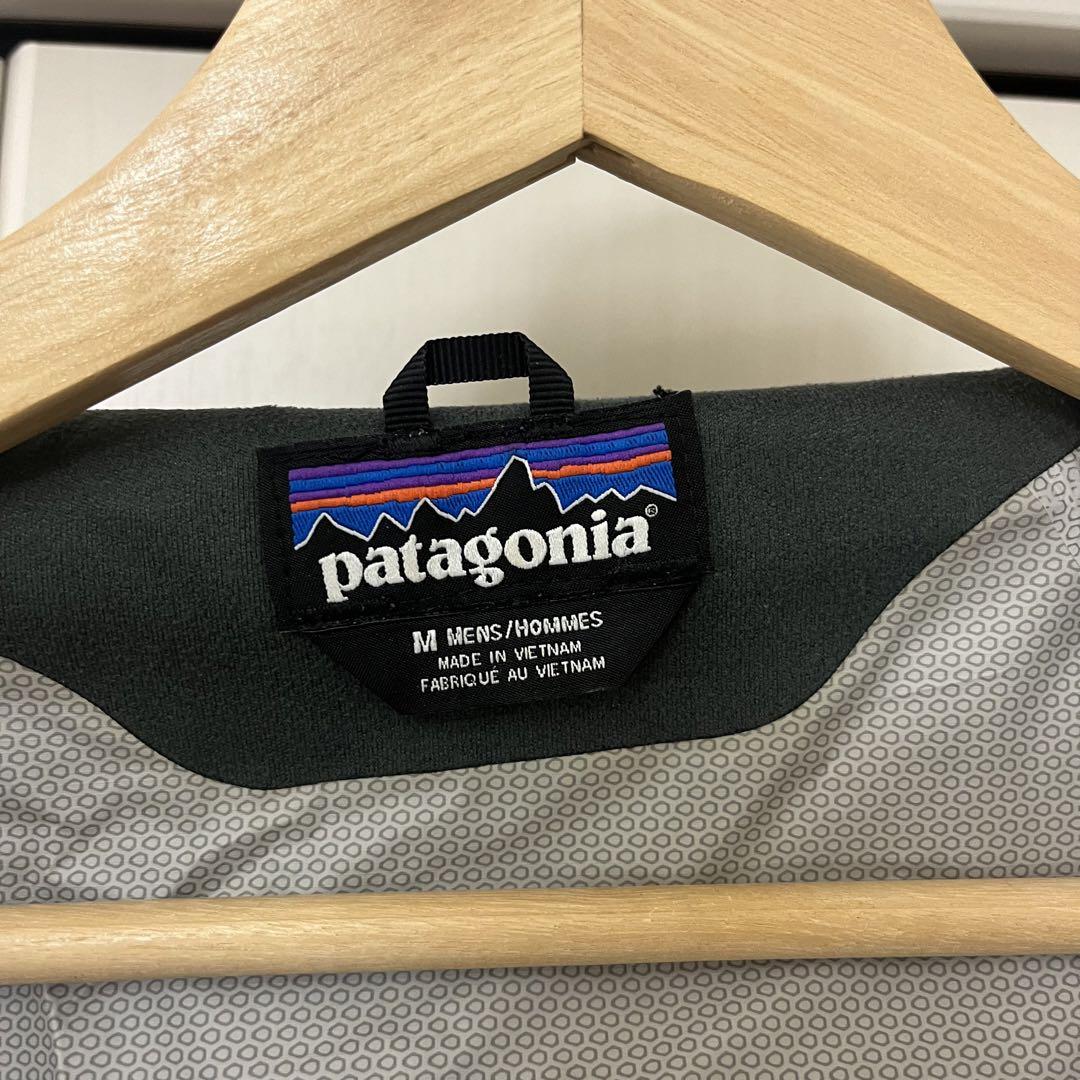 patagonia®
M MENS/HOMMES
MADE IN VIETNAM
FABRIQUÉ AU VIETNAM